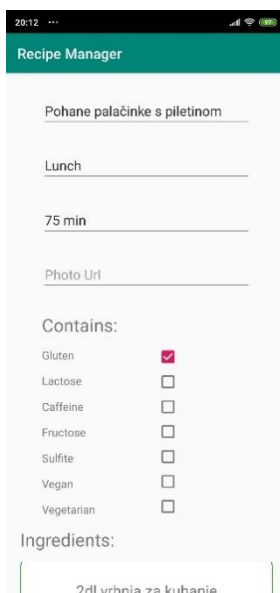 20:12 ...
97
Recipe Manager
Pohane palačinke s piletinom
Lunch
75 min
Photo Url
Contains:
Gluten
Lactose
Caffeine
Fructose
Sulfite
Vegan
Vegetarian
Ingredients:
2dl vrhnja za kuhanje